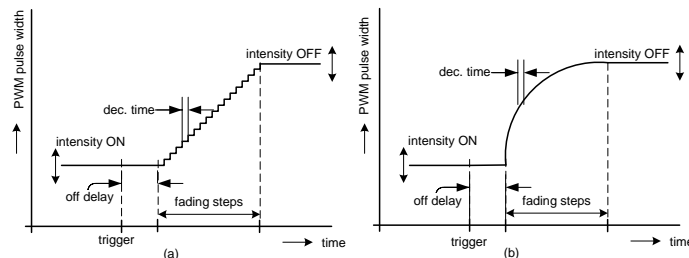 PWM pulse width
intensity OFF
dec. time
intensity ON
off delay
fading steps
trigger
time
(a)
PWM pulse width
intensity OFF
dec. time
intensity ON
off delay
fading steps
trigger
time
(b)